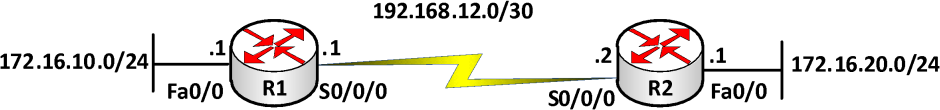 192.168.12.0/30
172.16.10.0/24
.1
.1
.2
.1
172.16.20.0/24
Fa0/0
R1
S0/0/0
S0/0/0
R2
Fa0/0